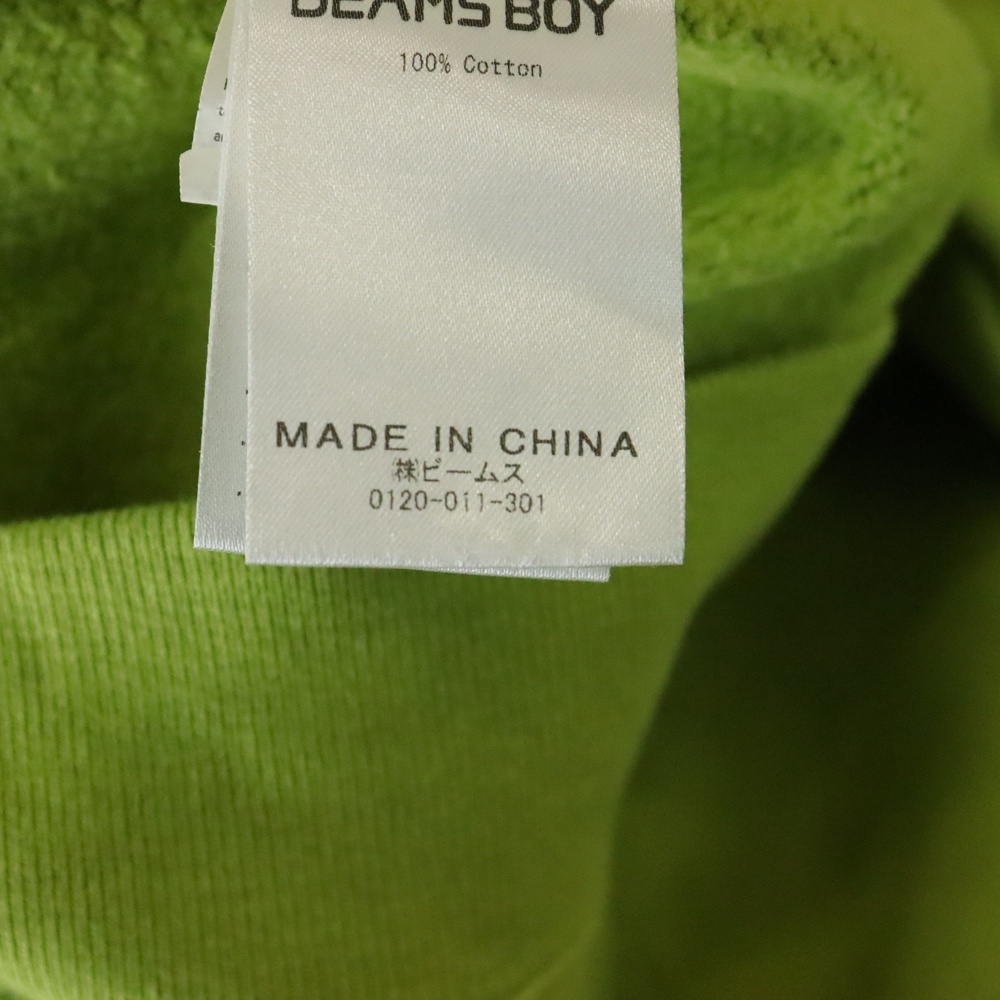 BEAMS BOY
100% Cotton
MADE IN CHINA
㈱ビームス
0120-011-301